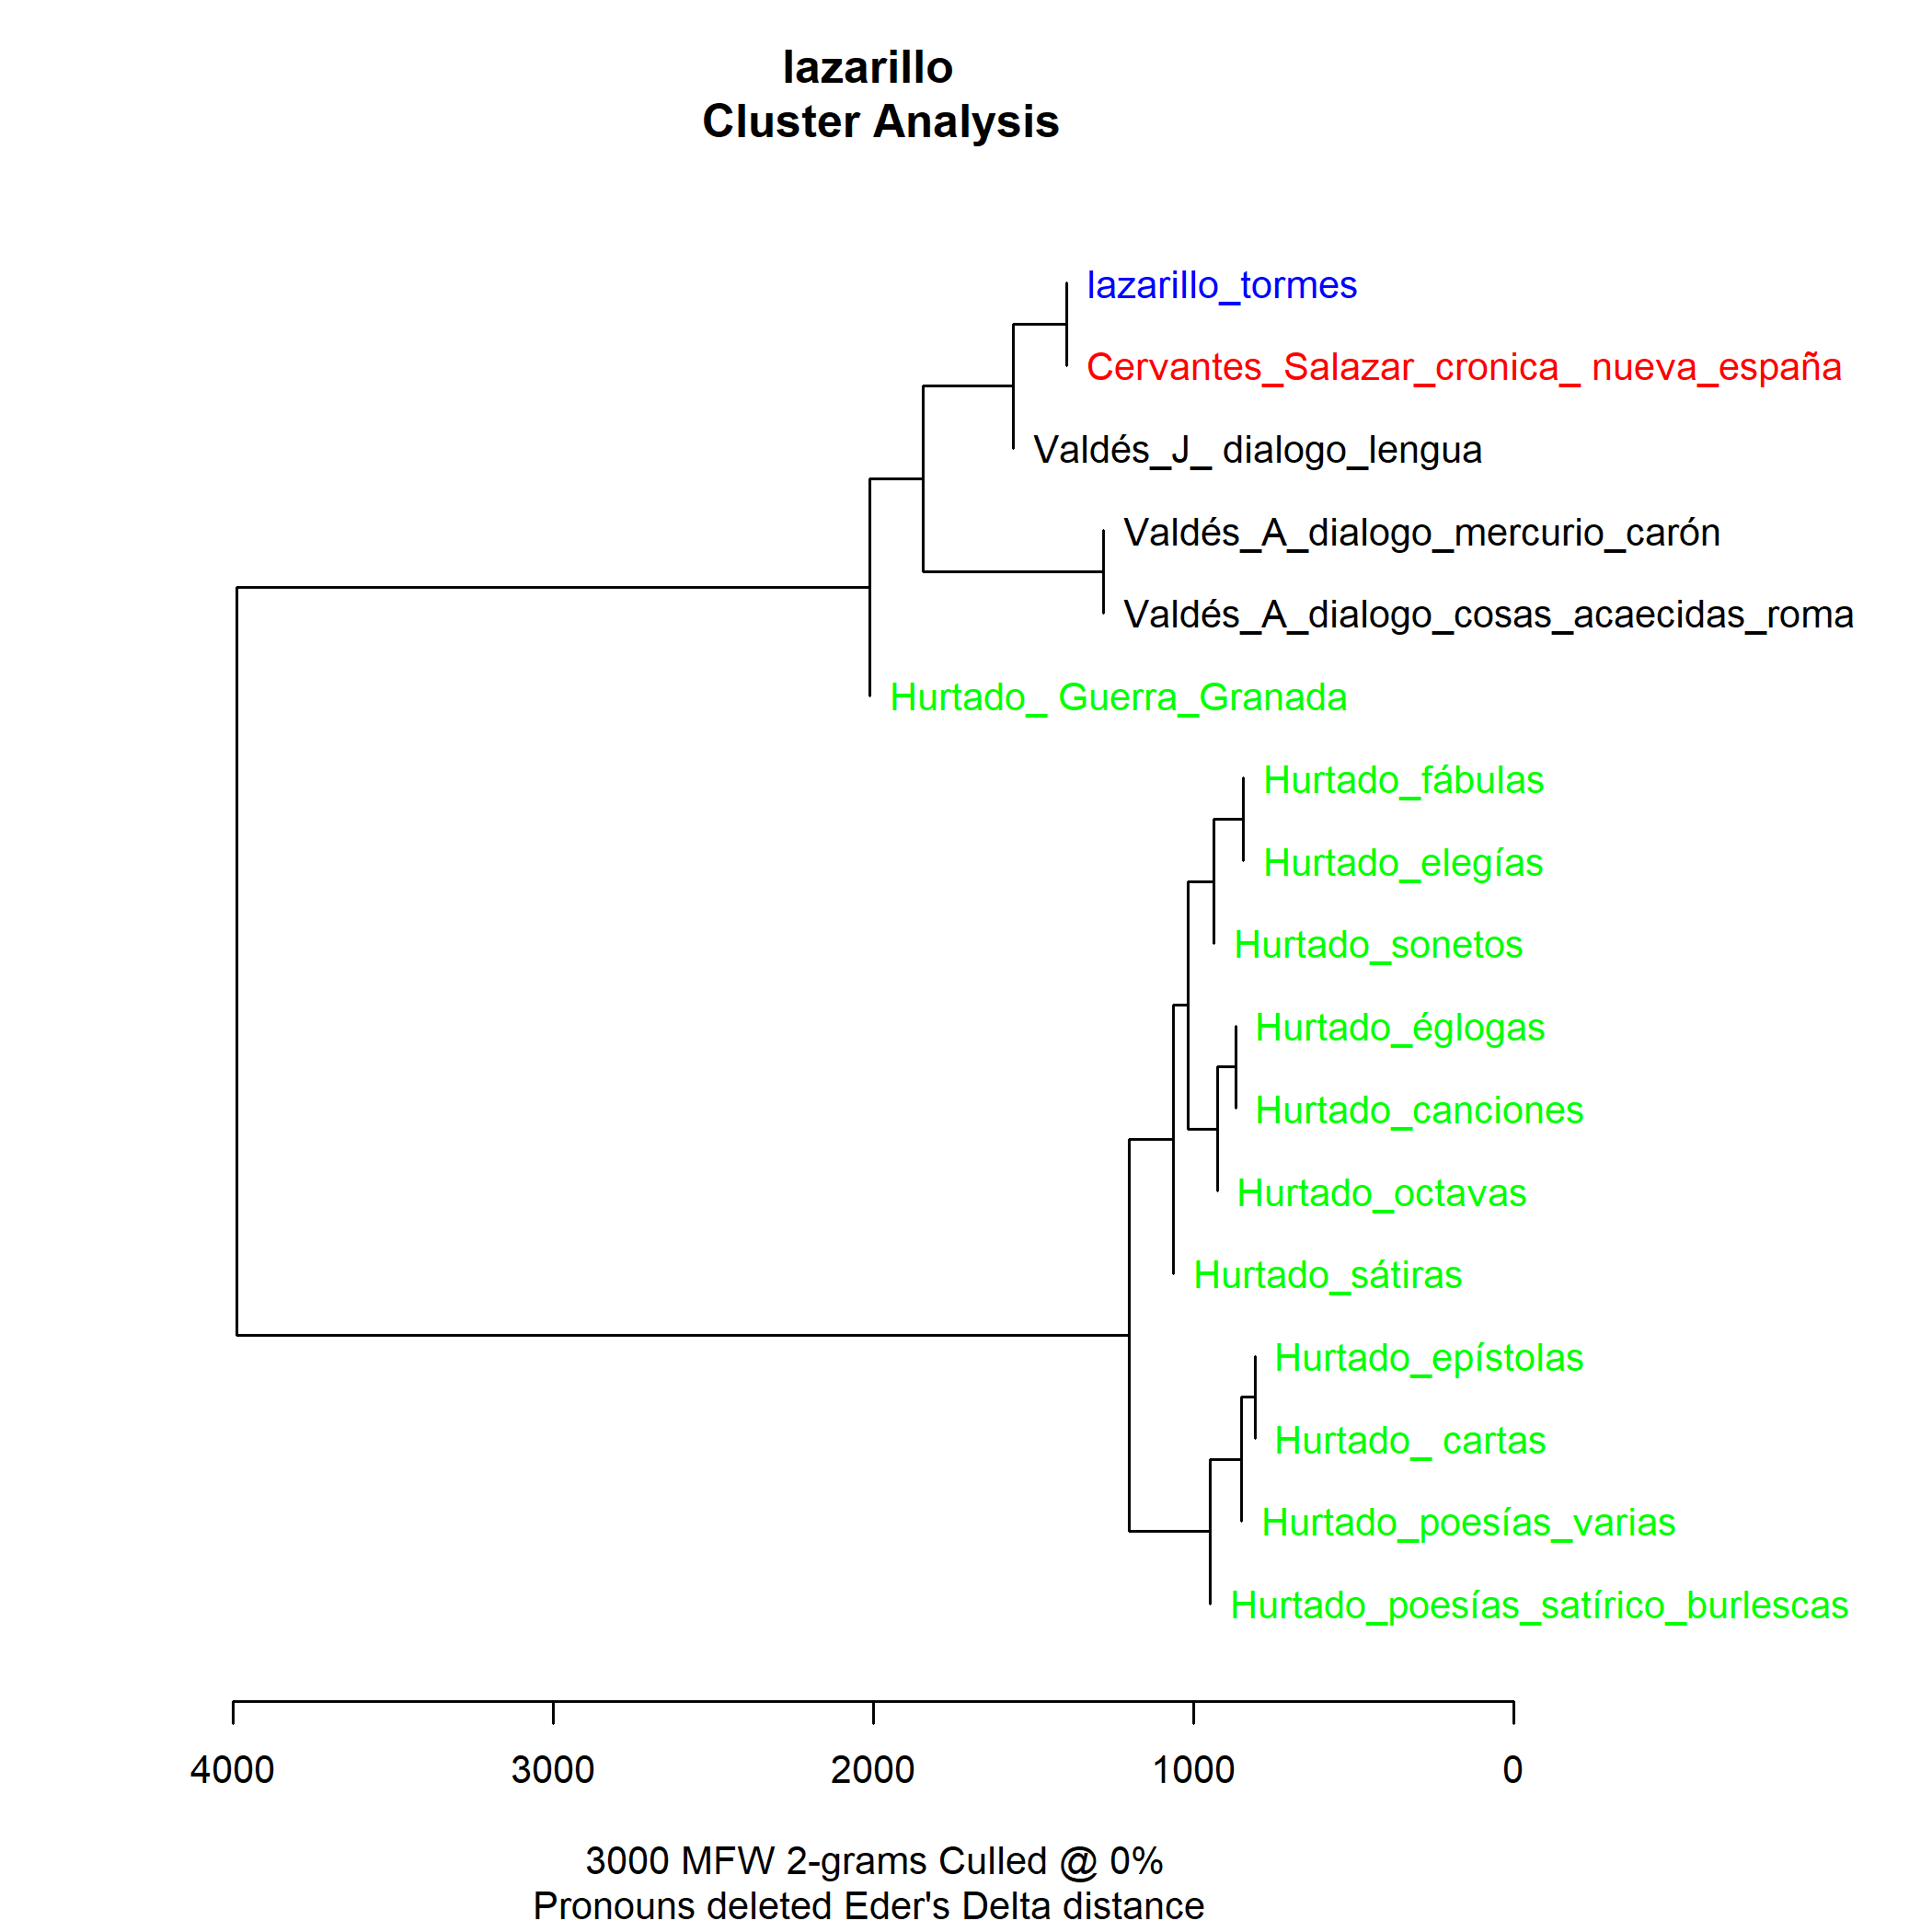 lazarillo
Cluster Analysis
lazarillo_tormes
Cervantes_Salazar_cronica_ nueva_españa
Valdés_J_ dialogo_lengua
Valdés_A_dialogo_mercurio_carón
Valdés_A_dialogo_cosas_acaecidas_roma
Hurtado_ Guerra_Granada
Hurtado_fábulas
Hurtado_elegías
Hurtado_sonetos
Hurtado_églogas
Hurtado_canciones
Hurtado_octavas
Hurtado_sátiras
Hurtado_epístolas
Hurtado_ cartas
Hurtado_poesías_varias
Hurtado_poesías_satírico_burlescas
4000 3000 2000 1000 0
3000 MFW 2-grams Culled @ 0%
Pronouns deleted Eder's Delta distance